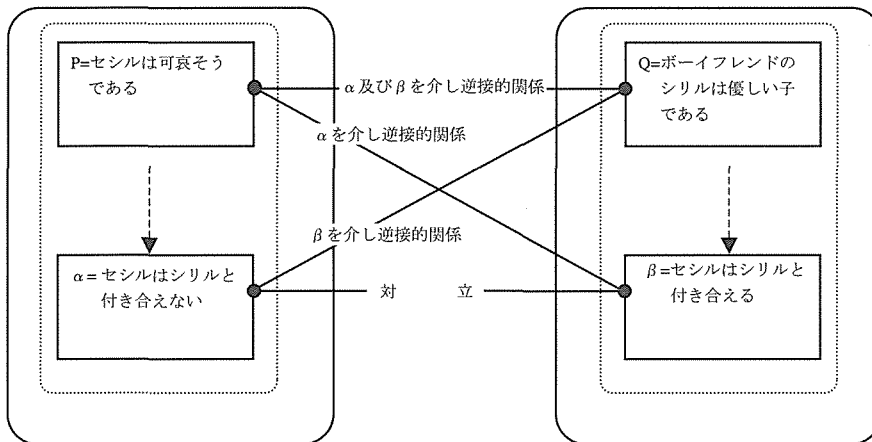 P=セシルは可哀そう
である
α及びβを介し逆接的関係
Q=ボーイフレンドの
シリルは優しい子
である
αを介し逆接的関係
βを介し逆接的関係
α=セシルはシリルと
付き合えない
対 立
β=セシルはシリルと
付き合える